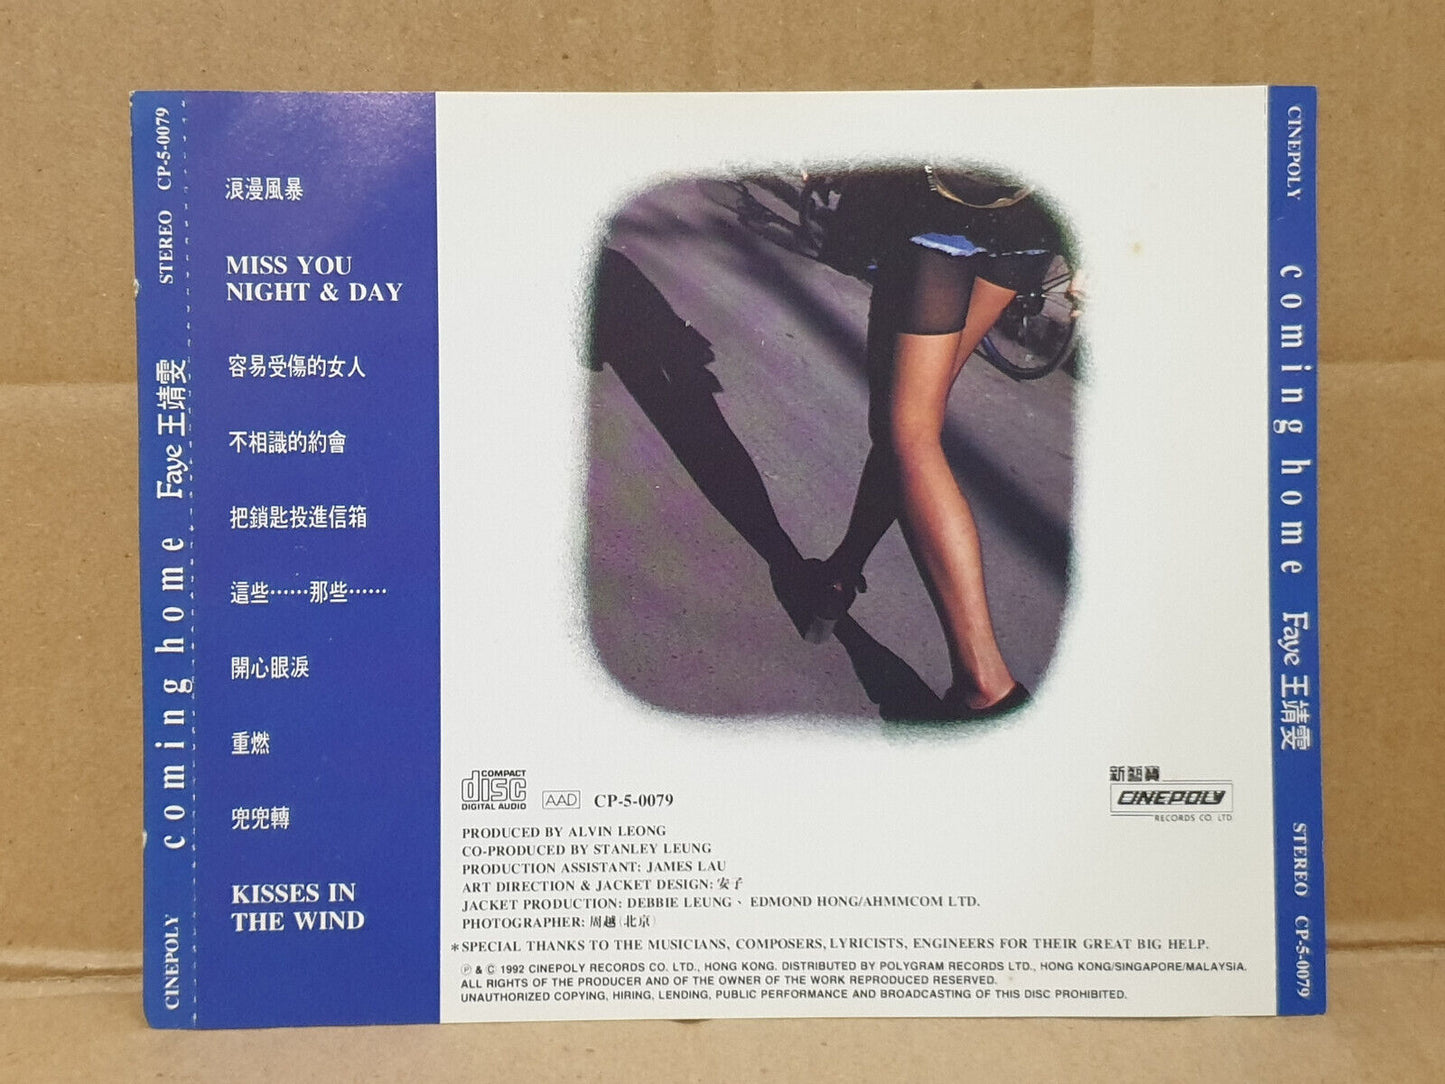 CINEPOLY coming home Faye 王靖雯 STEREO CP-5-0079
浪漫風暴
MISS YOU
NIGHT & DAY
容易受傷的女人
不相識的約會
把鎖匙投進信箱
這些⋯⋯那些⋯⋯
開心眼淚
重燃
兜兜轉
KISSES IN
THE WIND
COMPACT
disc
DIGITAL AUDIO
AAD CP-5-0079
新藝寶
CINEPOLY
RECORDS CO. LTD.
PRODUCED BY ALVIN LEONG
CO-PRODUCED BY STANLEY LEUNG
PRODUCTION ASSISTANT: JAMES LAU
ART DIRECTION & JACKET DESIGN: 安子
JACKET PRODUCTION: DEBBIE LEUNG、EDMOND HONG/AHMMCOM LTD.
PHOTOGRAPHER: 周越(北京)
*SPECIAL THANKS TO THE MUSICIANS, COMPOSERS, LYRICISTS, ENGINEERS FOR THEIR GREAT BIG HELP.
℗ & © 1992 CINEPOLY RECORDS CO. LTD., HONG KONG. DISTRIBUTED BY POLYGRAM RECORDS LTD., HONG KONG/SINGAPORE/MALAYSIA.
ALL RIGHTS OF THE PRODUCER AND OF THE OWNER OF THE WORK REPRODUCED RESERVED.
UNAUTHORIZED COPYING, HIRING, LENDING, PUBLIC PERFORMANCE AND BROADCASTING OF THIS DISC PROHIBITED.
CINEPOLY coming home Faye 王靖雯 STEREO CP-5-0079